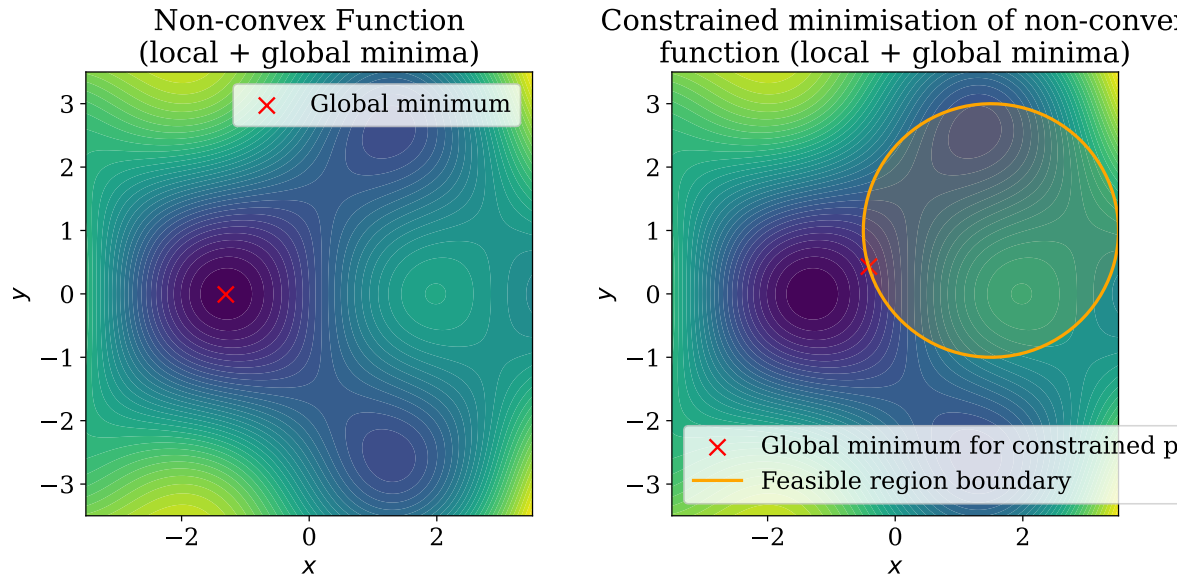 Non-convex Function
(local + global minima)
Global minimum
3
2
1
0
−1
−2
−3
y
−2
0
2
x
Constrained minimisation of non-convex
function (local + global minima)
3
2
1
0
−1
−2
−3
y
Global minimum for constrained p
Feasible region boundary
−2
0
2
x